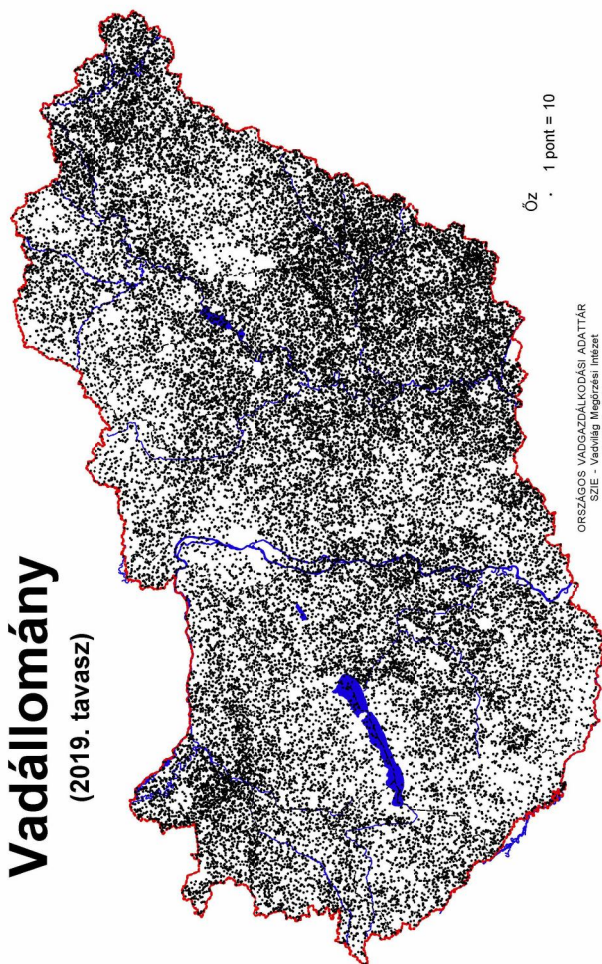 Vadállomány
(2019. tavasz)
Őz
. 1 pont = 10
ORSZÁGOS VADGAZDÁLKODÁSI ADATTÁR
SZIE - Vadvilág Megőrzési Intézet